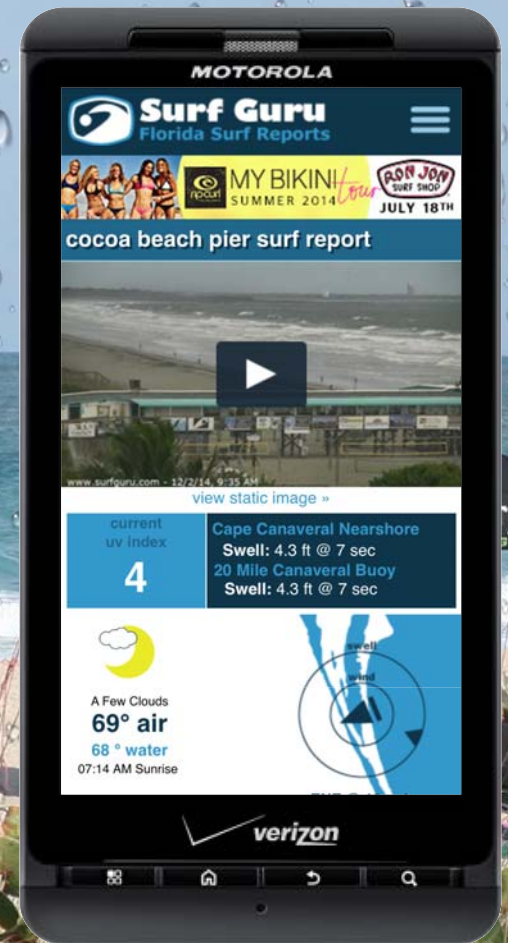 MOTOROLA
Surf Guru
Florida Surf Reports
rip curl
MY BIKINI tour
SUMMER 2014
RON JON
SURF SHOP
JULY 18TH
cocoa beach pier surf report
www.surfguru.com - 12/2/14, 9:35 AM
view static image »
current
uv index
4
Cape Canaveral Nearshore
Swell: 4.3 ft @ 7 sec
20 Mile Canaveral Buoy
Swell: 4.3 ft @ 7 sec
swell
wind
A Few Clouds
69° air
68 ° water
07:14 AM Sunrise
verizon